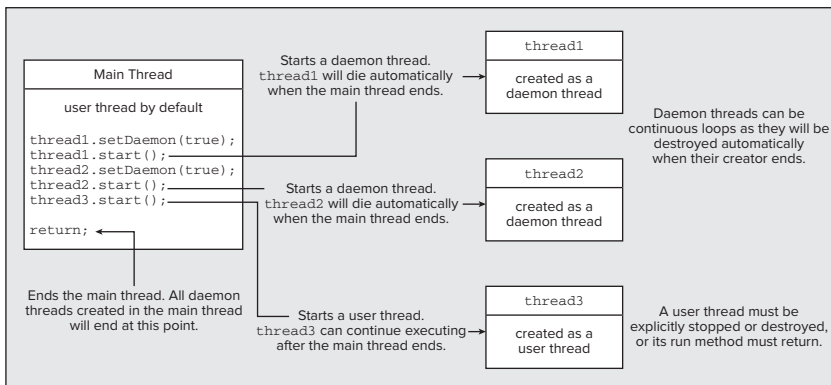 Main Thread
user thread by default
thread1.setDaemon(true);
thread1.start();
thread2.setDaemon(true);
thread2.start();
thread3.start();
return;
Ends the main thread. All daemon
threads created in the main thread
will end at this point.
Starts a daemon thread.
thread1 will die automatically
when the main thread ends.
Starts a daemon thread.
thread2 will die automatically
when the main thread ends.
Starts a user thread.
thread3 can continue executing
after the main thread ends.
thread1
created as a
daemon thread
thread2
created as a
daemon thread
thread3
created as a
user thread
Daemon threads can be
continuous loops as they will be
destroyed automatically
when their creator ends.
A user thread must be
explicitly stopped or destroyed,
or its run method must return.